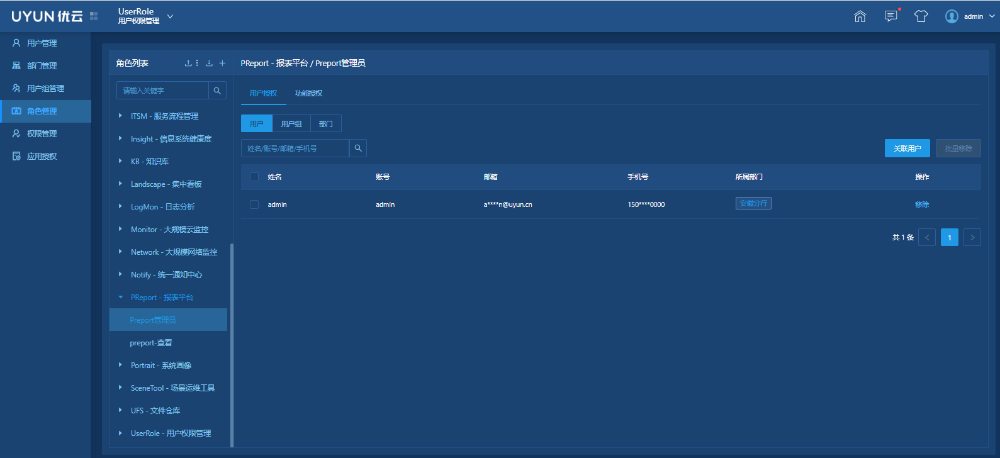 UYUN 优云
UserRole
用户权限管理
admin
用户管理
部门管理
用户组管理
角色管理
权限管理
应用授权
角色列表
请输入关键字
ITSM - 服务流程管理
Insight - 信息系统健康度
KB - 知识库
Landscape - 集中看板
LogMon - 日志分析
Monitor - 大规模云监控
Network - 大规模网络监控
Notify - 统一通知中心
PReport - 报表平台
Preport管理员
preport-查看
Portrait - 系统画像
SceneTool - 场景运维工具
UFS - 文件仓库
UserRole - 用户权限管理
PReport - 报表平台 / Preport管理员
用户授权 功能授权
用户 用户组 部门
姓名/账号/邮箱/手机号
关联用户 批量移除
姓名 账号 邮箱 手机号 所属部门 操作
admin admin a****n@uyun.cn 150****0000 安徽分行 移除
共 1 条 < 1 >